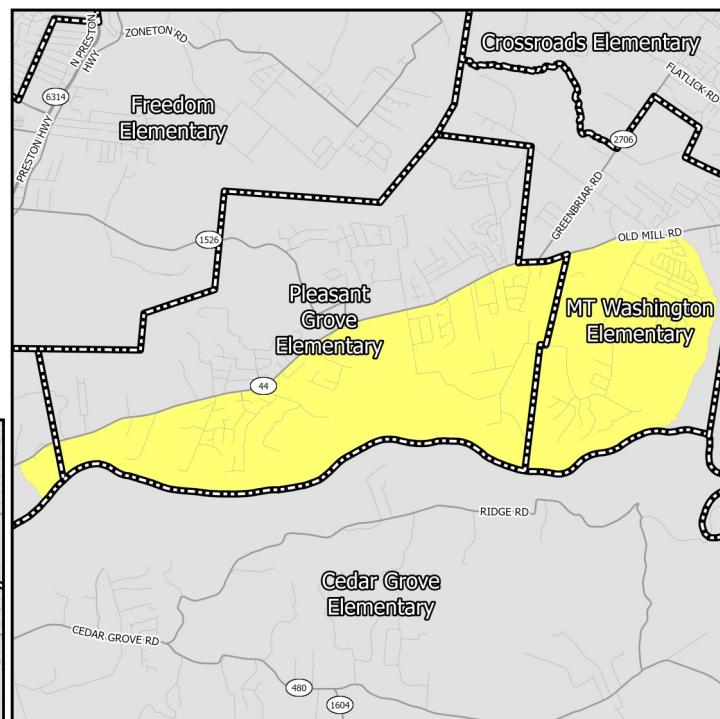 ZONETON RD
N PRESTON
HWY
Crossroads Elementary
FLATLICK RD
6314
Freedom
Elementary
PRESTON HWY
2706
GREENBRIAR RD
1526
OLD MILL RD
Pleasant
Grove
Elementary
MT Washington
Elementary
44
RIDGE RD
Cedar Grove
Elementary
CEDAR GROVE RD
480
1604